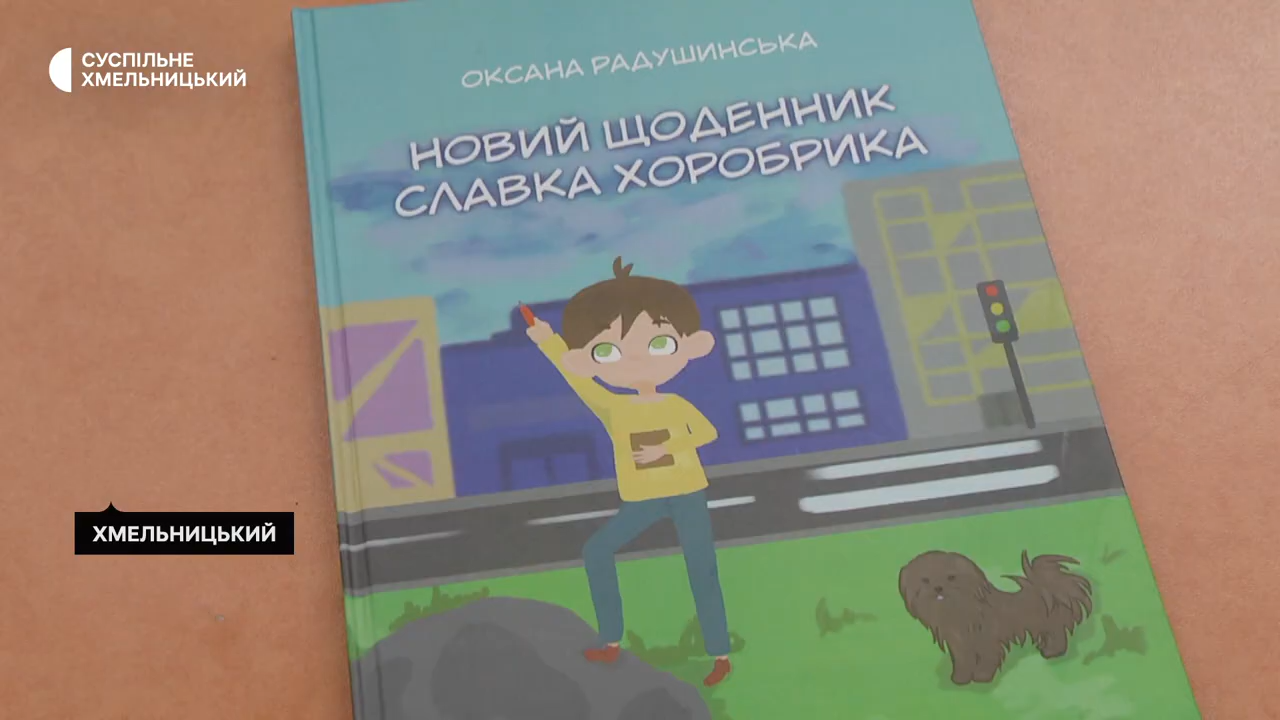 СУСПІЛЬНЕ
ХМЕЛЬНИЦЬКИЙ
ОКСАНА РАДУШИНСЬКА
НОВИЙ ЩОДЕННИК
СЛАВКА ХОРОБРИКА
ХМЕЛЬНИЦЬКИЙ